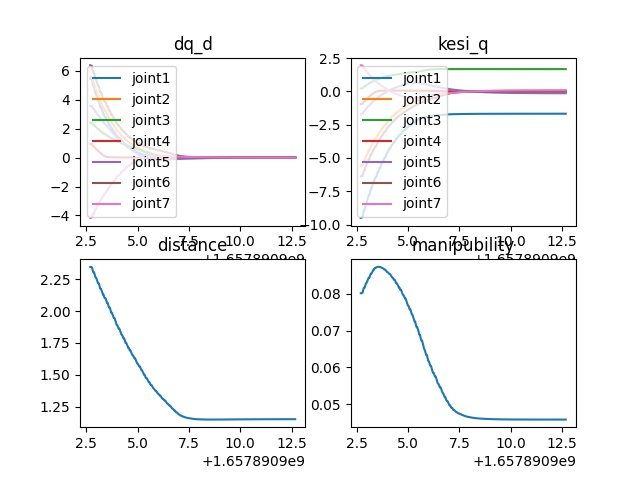 dq_d
6
4
2
0
−2
−4
joint1
joint2
joint3
joint4
joint5
joint6
joint7
2.5 5.0 7.5 10.0 12.5
+1.6578909e9
kesi_q
2.5
0.0
−2.5
−5.0
−7.5
−10.0
joint1
joint2
joint3
joint4
joint5
joint6
joint7
2.5 5.0 7.5 10.0 12.5
+1.6578909e9
distance
2.25
2.00
1.75
1.50
1.25
2.5 5.0 7.5 10.0 12.5
+1.6578909e9
manipubility
0.08
0.07
0.06
0.05
2.5 5.0 7.5 10.0 12.5
+1.6578909e9